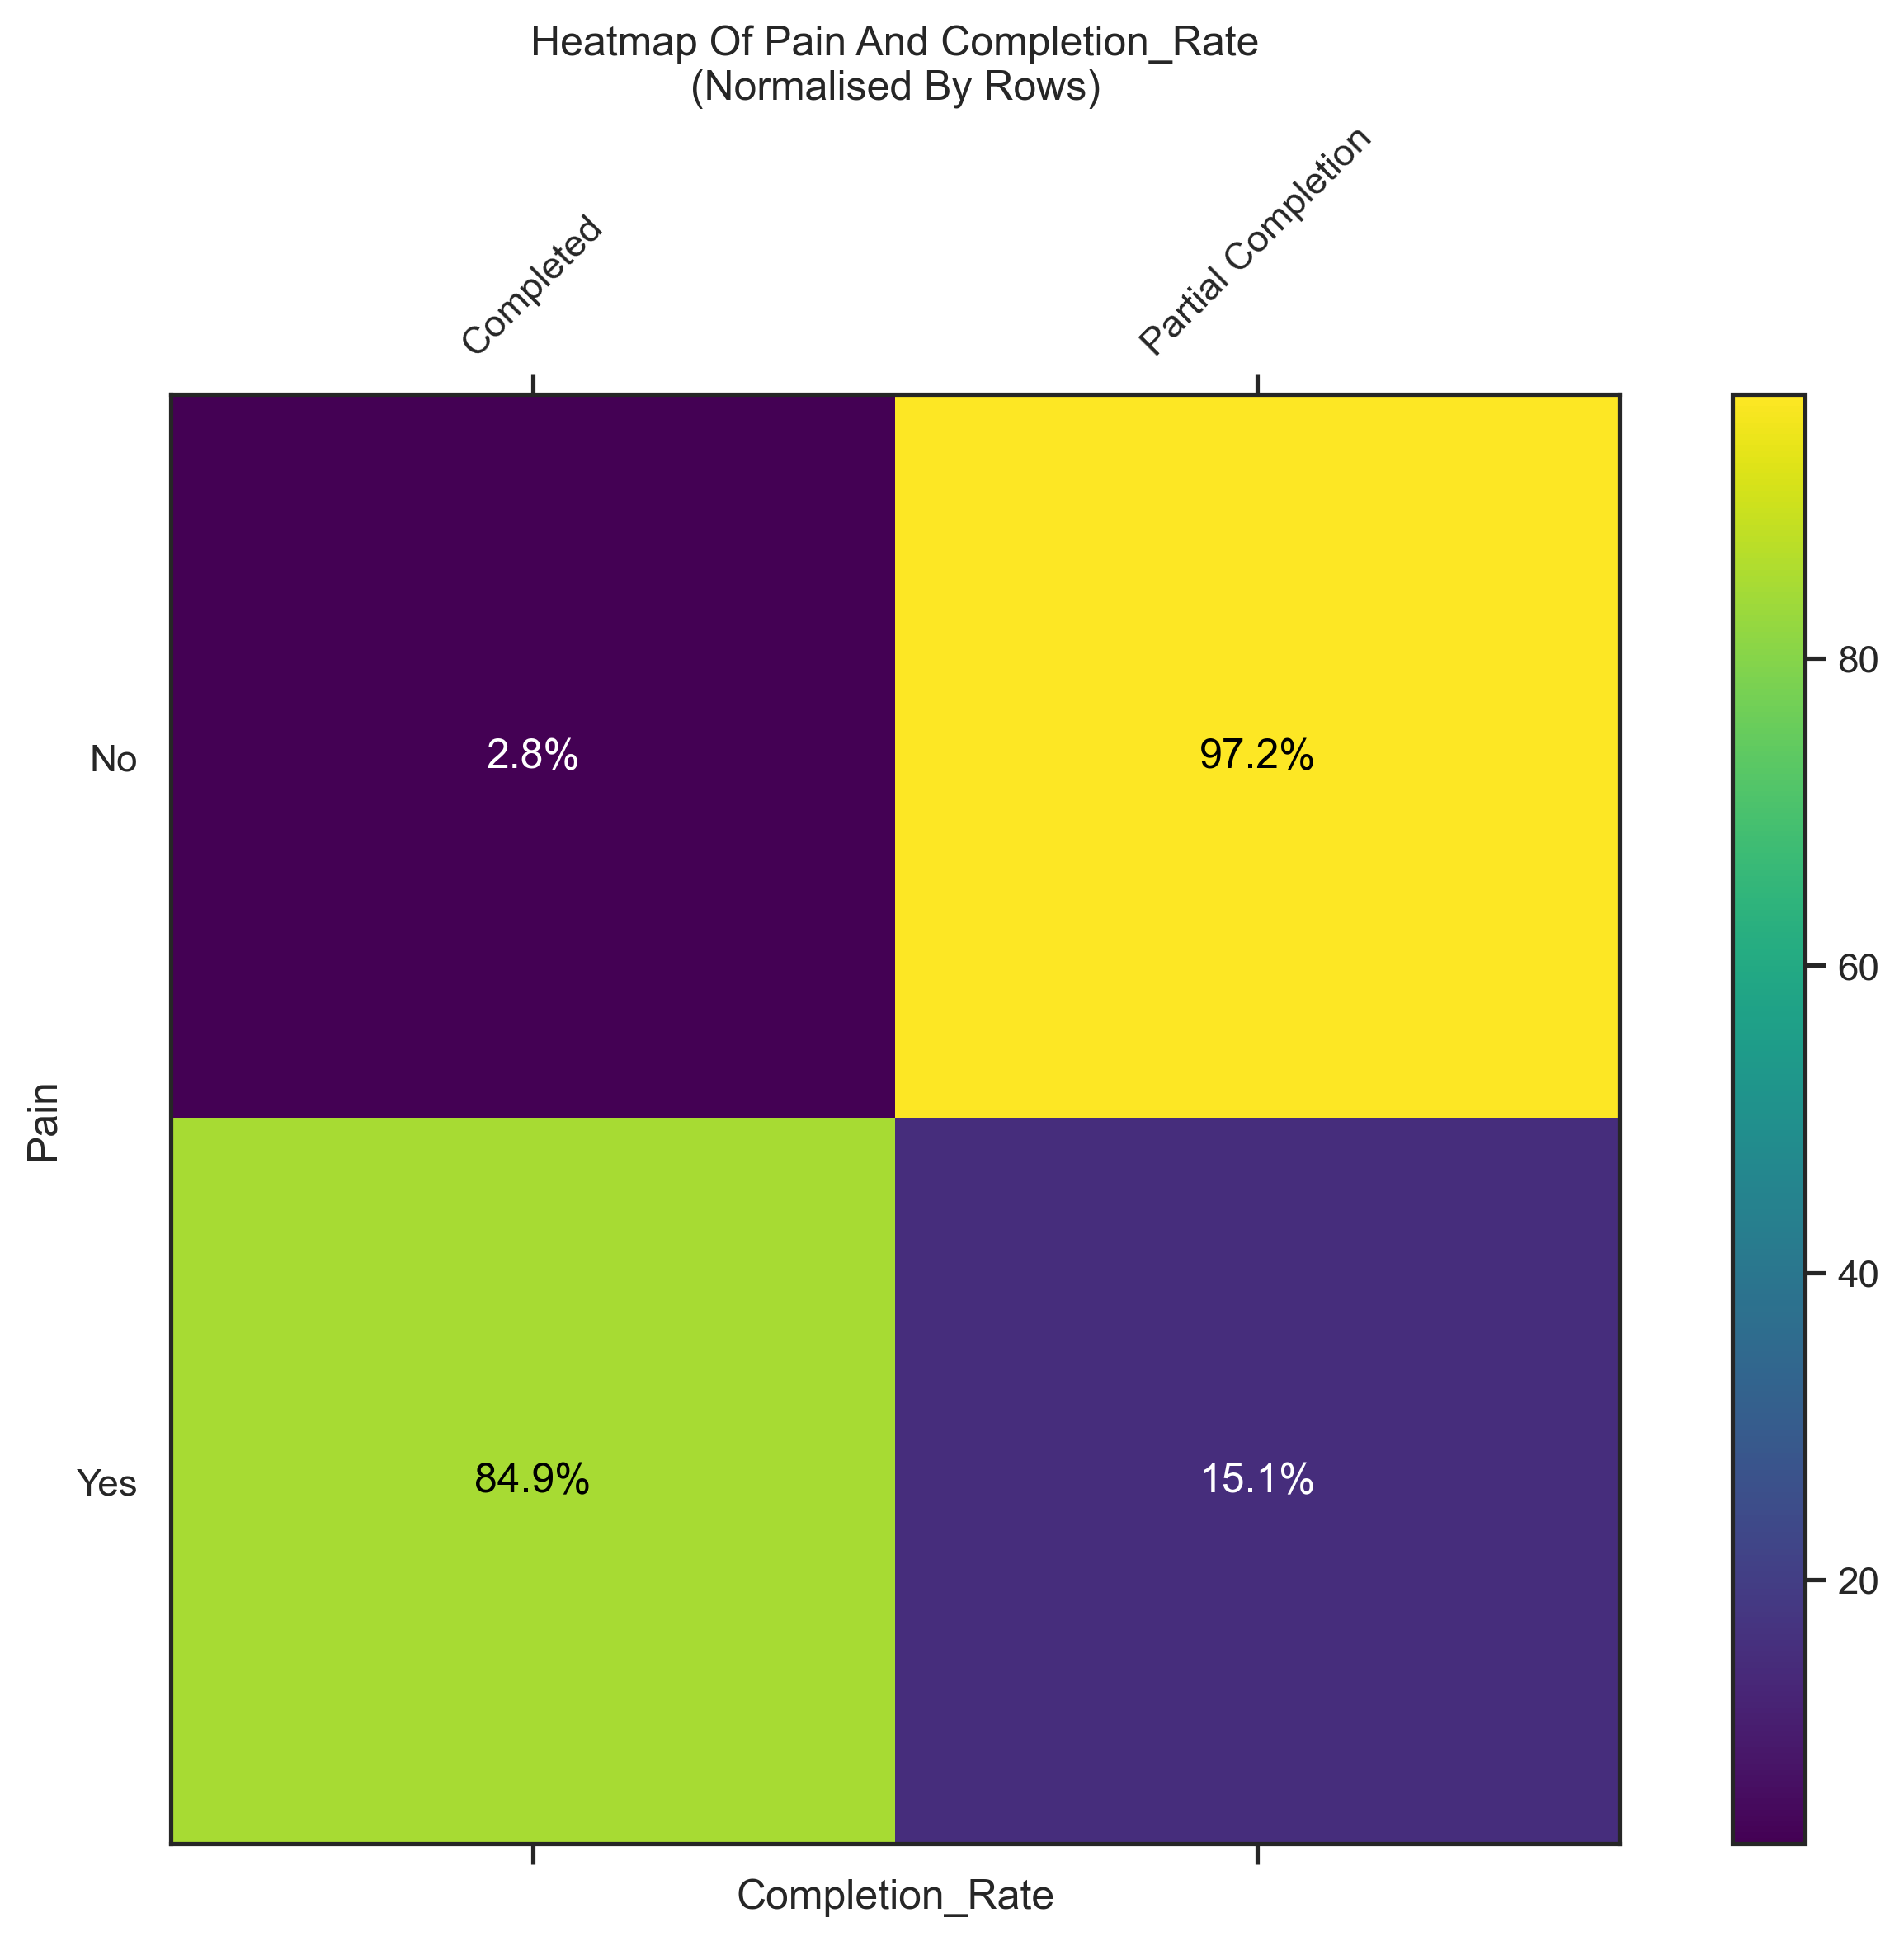 Heatmap Of Pain And Completion_Rate
(Normalised By Rows)
Completed
Partial Completion
No
2.8%
97.2%
80
60
Pain
40
Yes
84.9%
15.1%
20
Completion_Rate